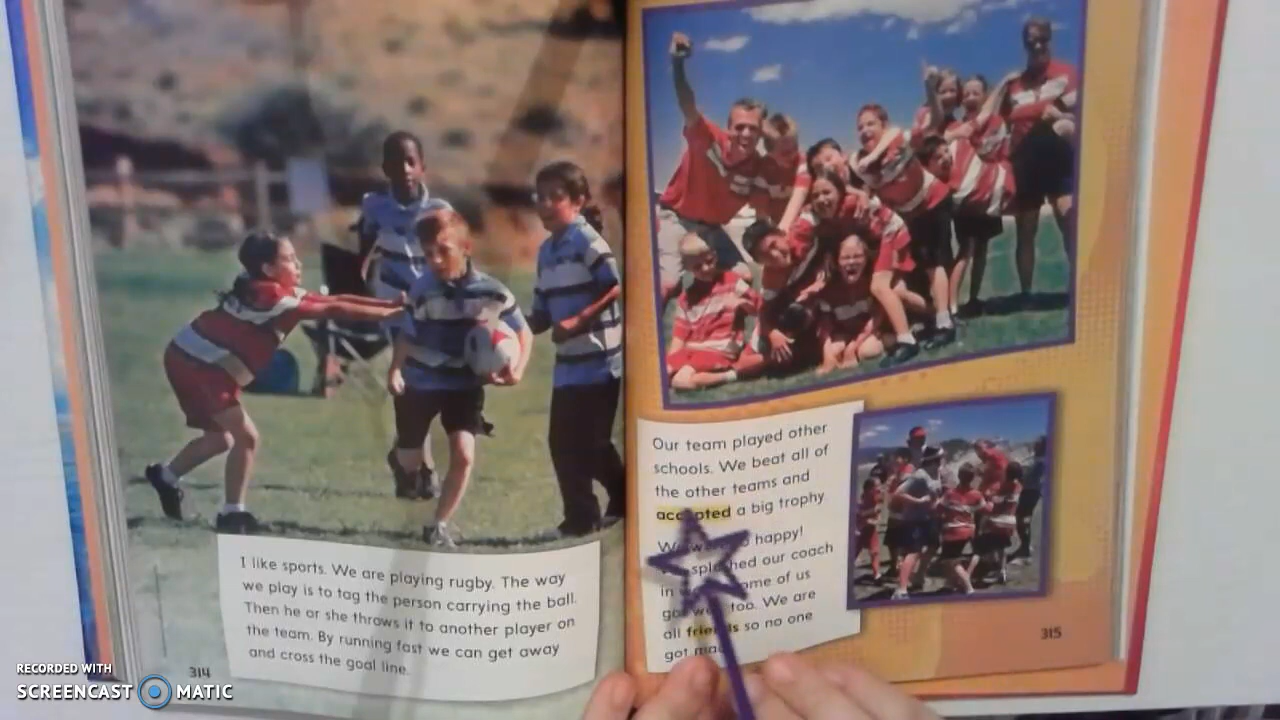 I like sports. We are playing rugby. The way
we play is to tag the person carrying the ball.
Then he or she throws it to another player on
the team. By running fast we can get away
and cross the goal line.
314
Our team played other
schools. We beat all of
the other teams and
accepted a big trophy.
happy!
our coach
in of us
too. We are
all friends so no one
got
315
RECORDED WITH
SCREENCAST MATIC